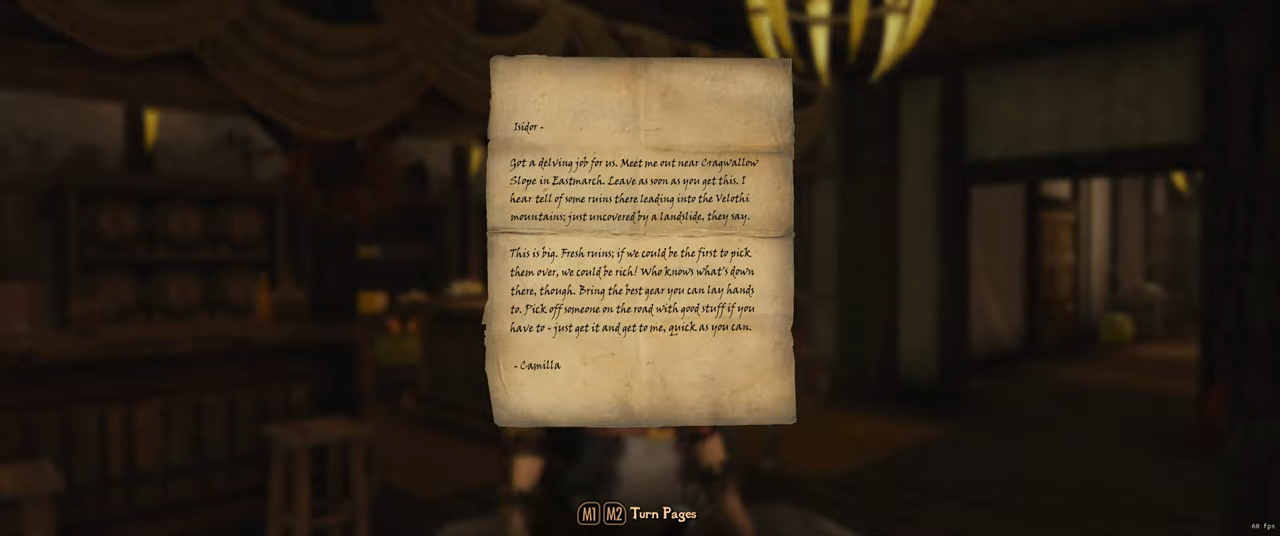 Isidor -
Got a delving job for us. Meet me out near Cragwallow
Slope in Eastmarch. Leave as soon as you get this. I
hear tell of some ruins there leading into the Velothi
mountains; just uncovered by a landslide, they say.
This is big. Fresh ruins; if we could be the first to pick
them over, we could be rich! Who knows what's down
there, though. Bring the best gear you can lay hands
to. Pick off someone on the road with good stuff if you
have to - just get it and get to me, quick as you can.
- Camilla
M1 M2 Turn Pages
60 fps